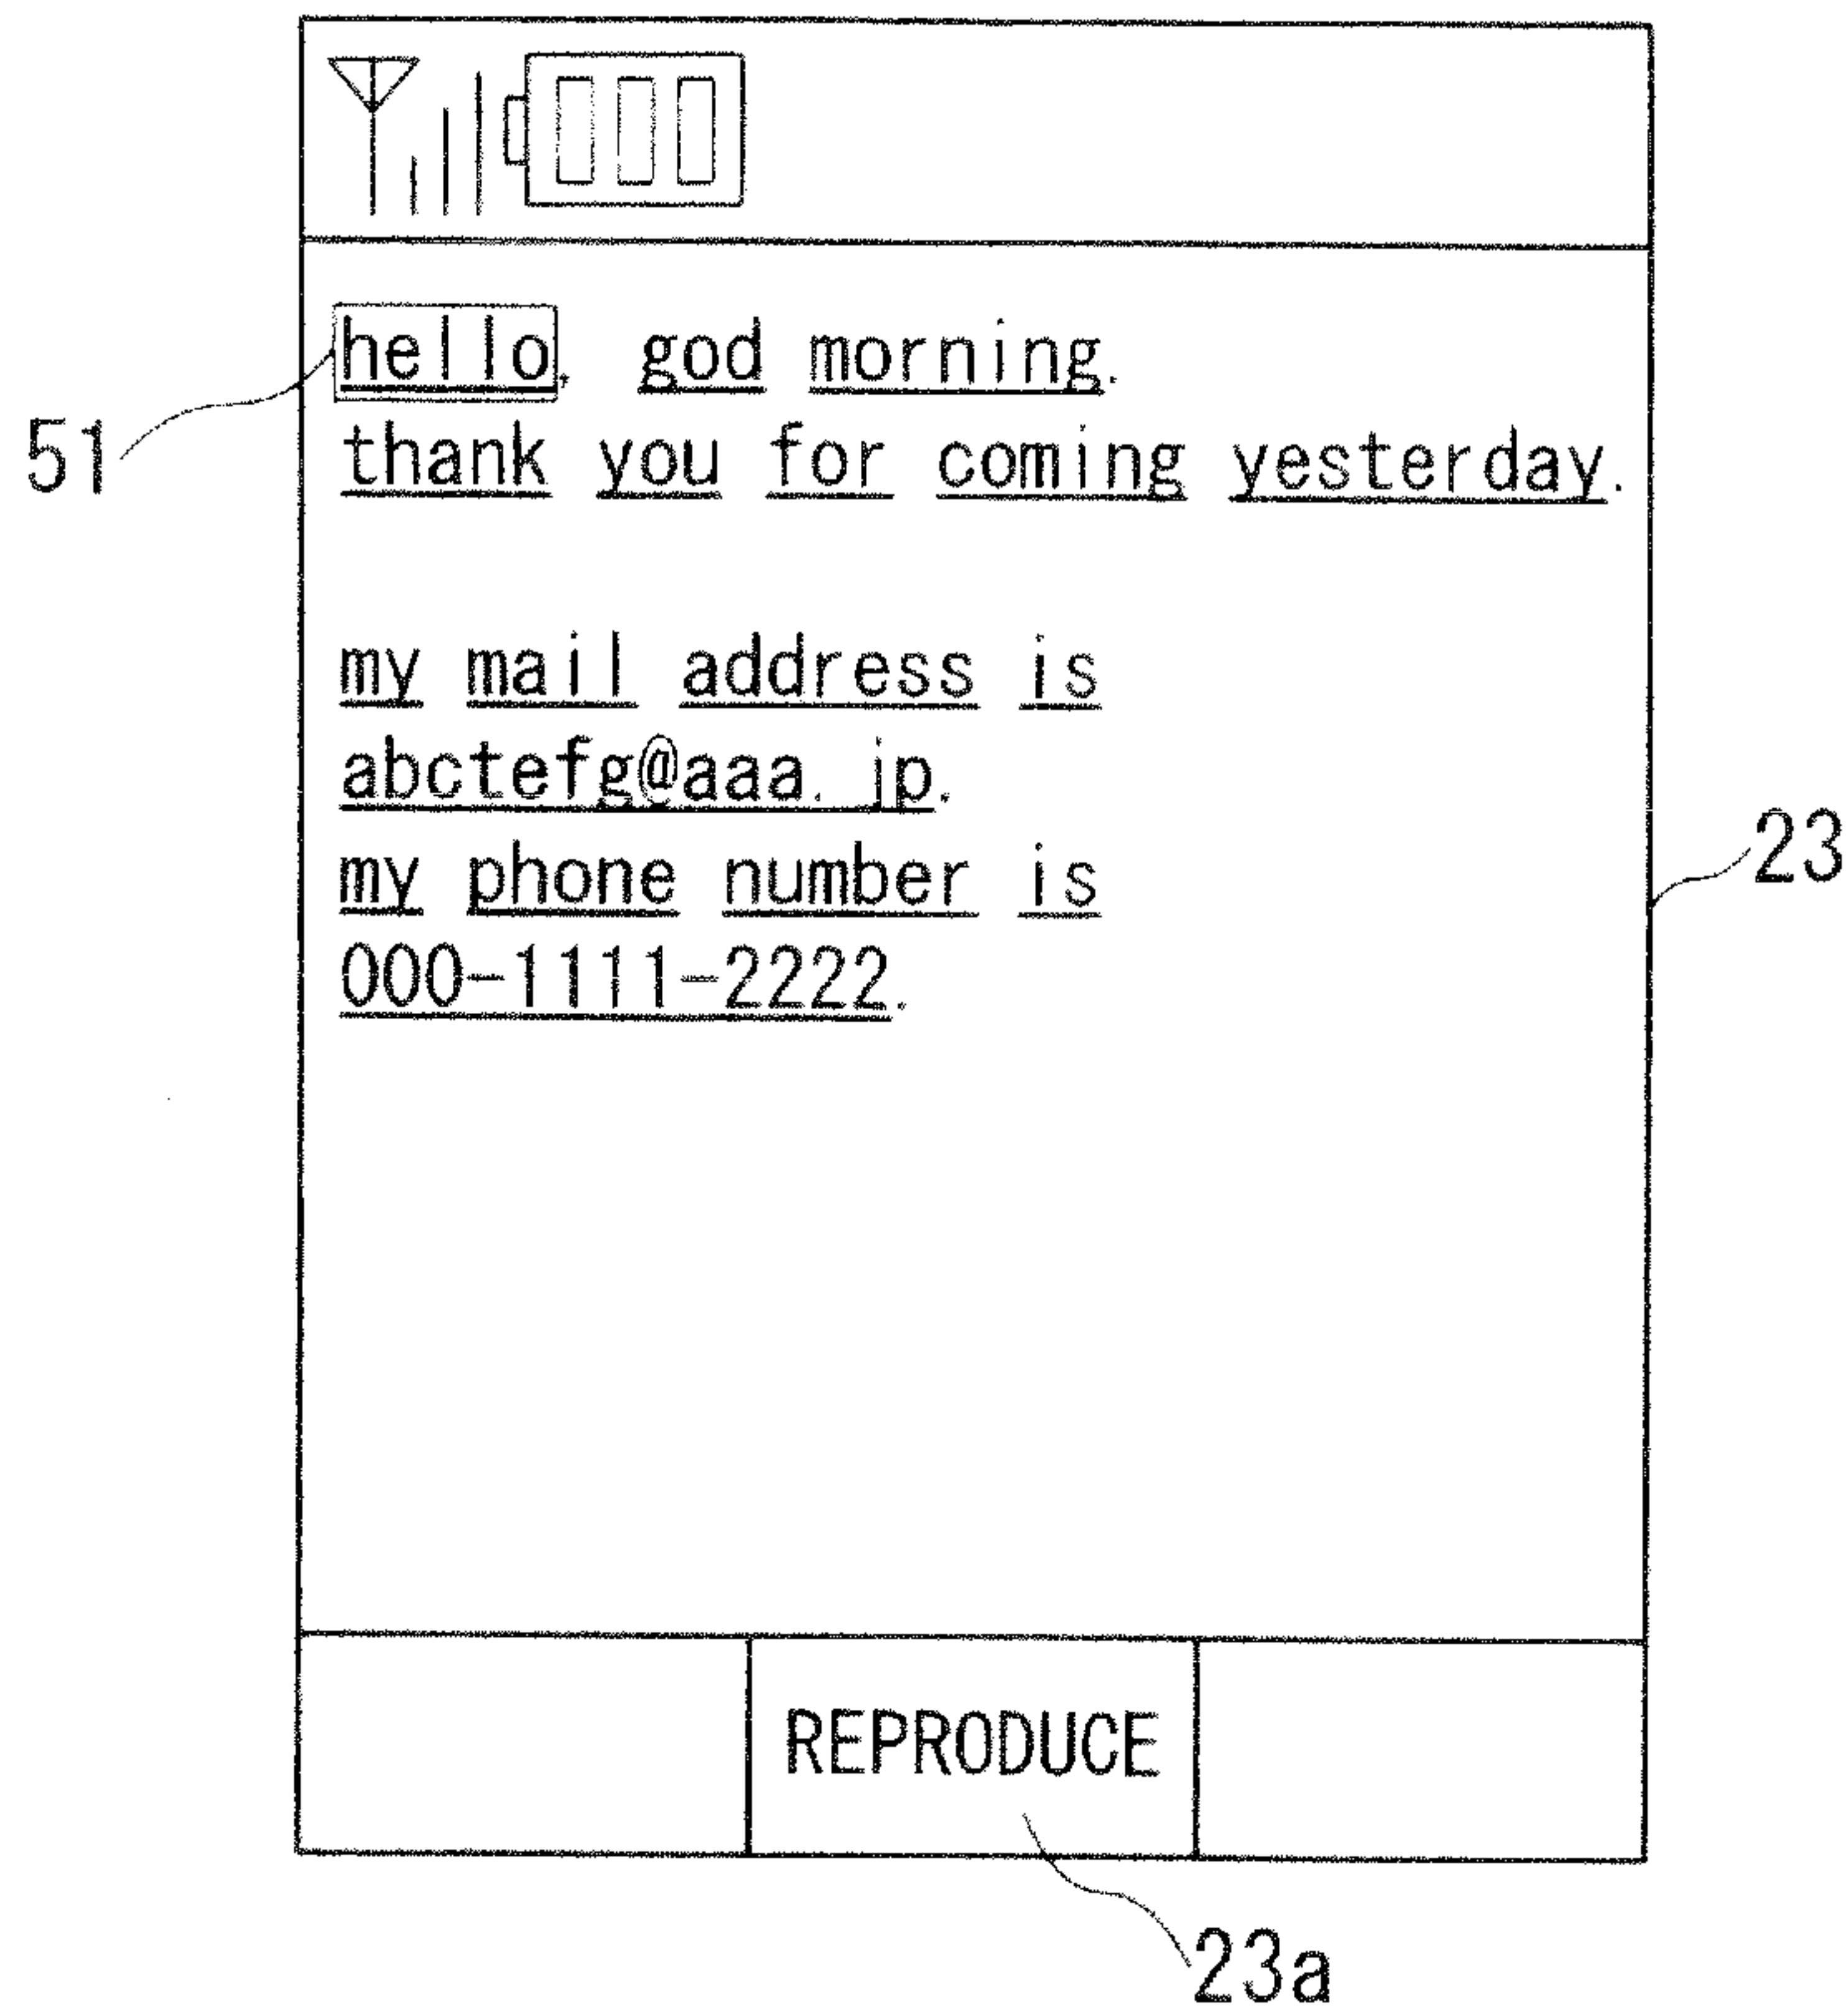 hello, god morning.
51
thank you for coming yesterday.
my mail address is
abctefg@aaa.jp.
23
my phone number is
000-1111-2222.
REPRODUCE
23a